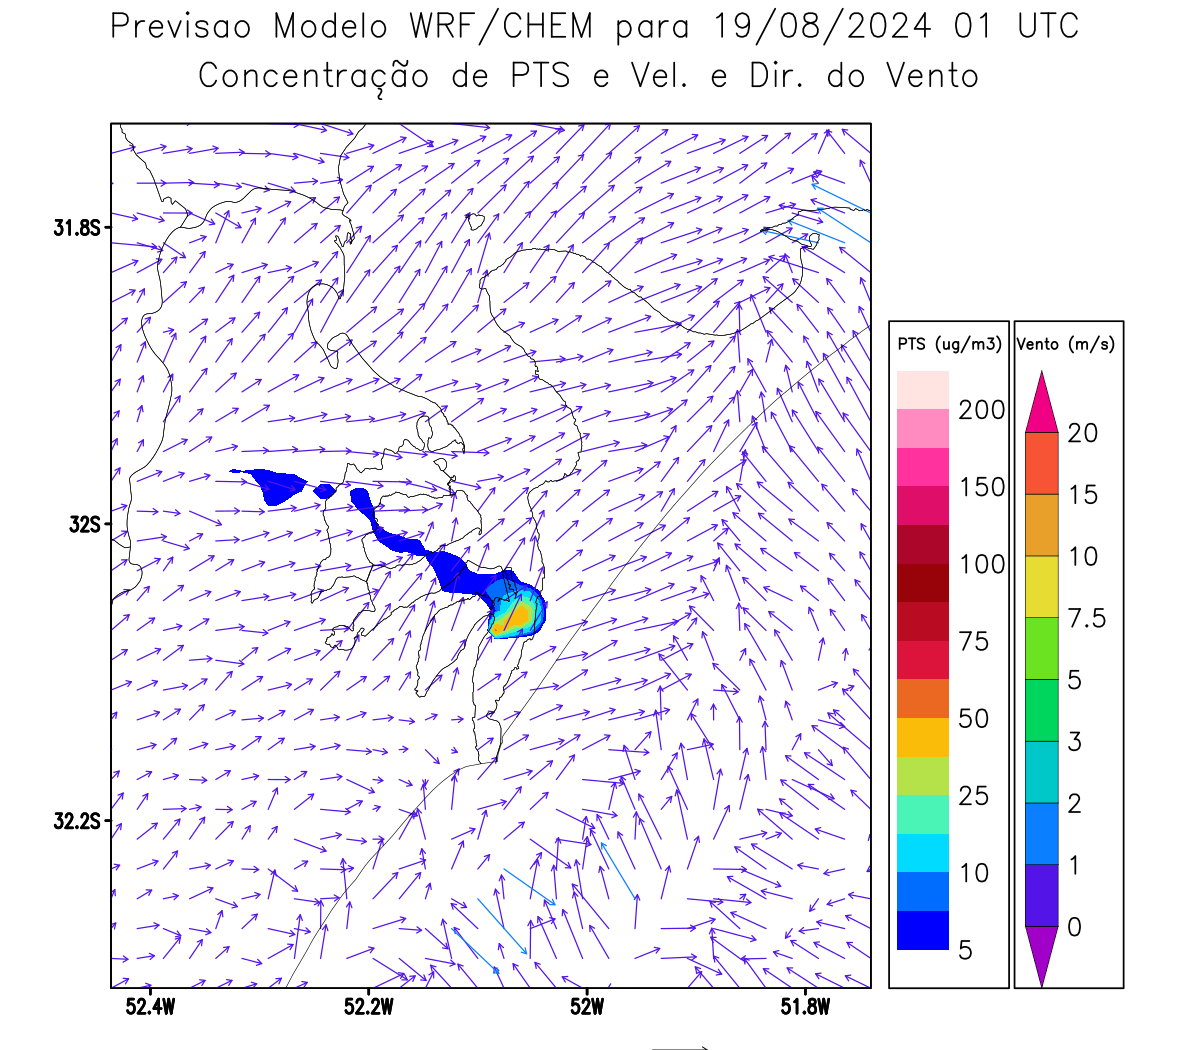 Previsao Modelo WRF/CHEM para 19/08/2024 01 UTC
Concentração de PTS e Vel. e Dir. do Vento
31.8S
32S
32.2S
52.4W 52.2W 52W 51.8W
PTS (ug/m3)
200
150
100
75
50
25
10
5
Vento (m/s)
20
15
10
7.5
5
3
2
1
0